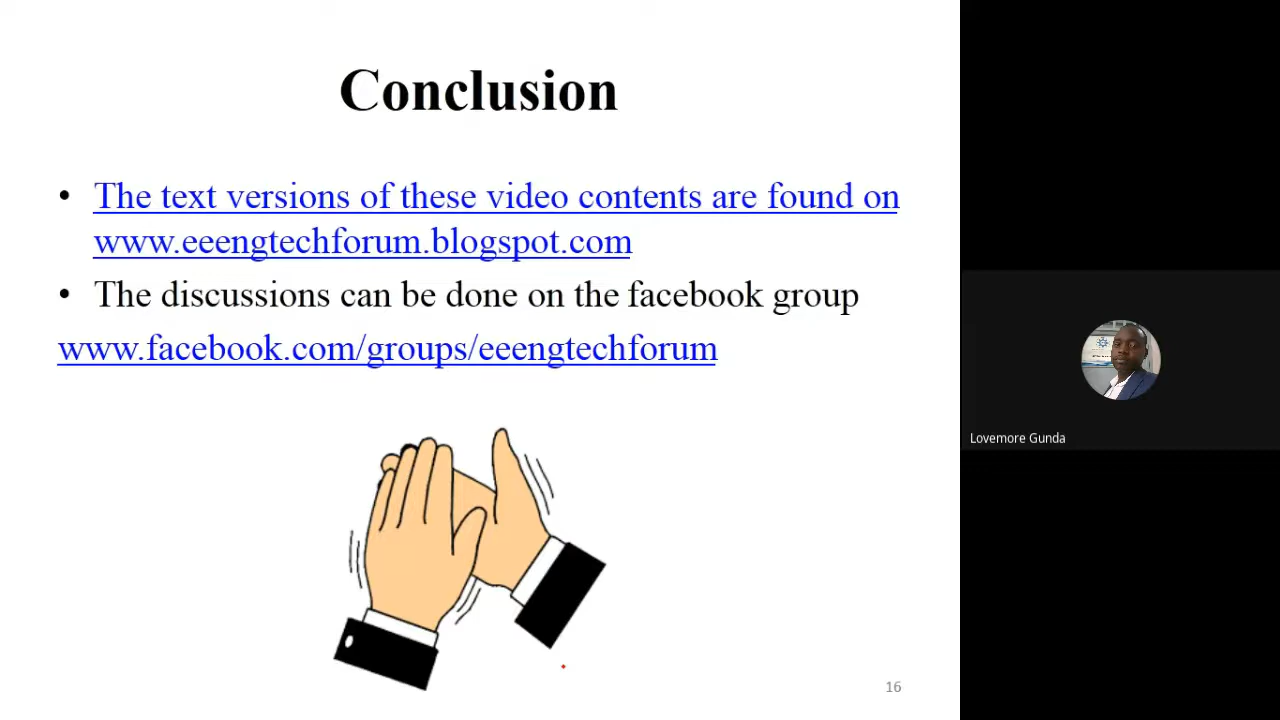 Conclusion
• The text versions of these video contents are found on
www.eeengtechforum.blogspot.com
• The discussions can be done on the facebook group
www.facebook.com/groups/eeengtechforum
Lovemore Gunda
16